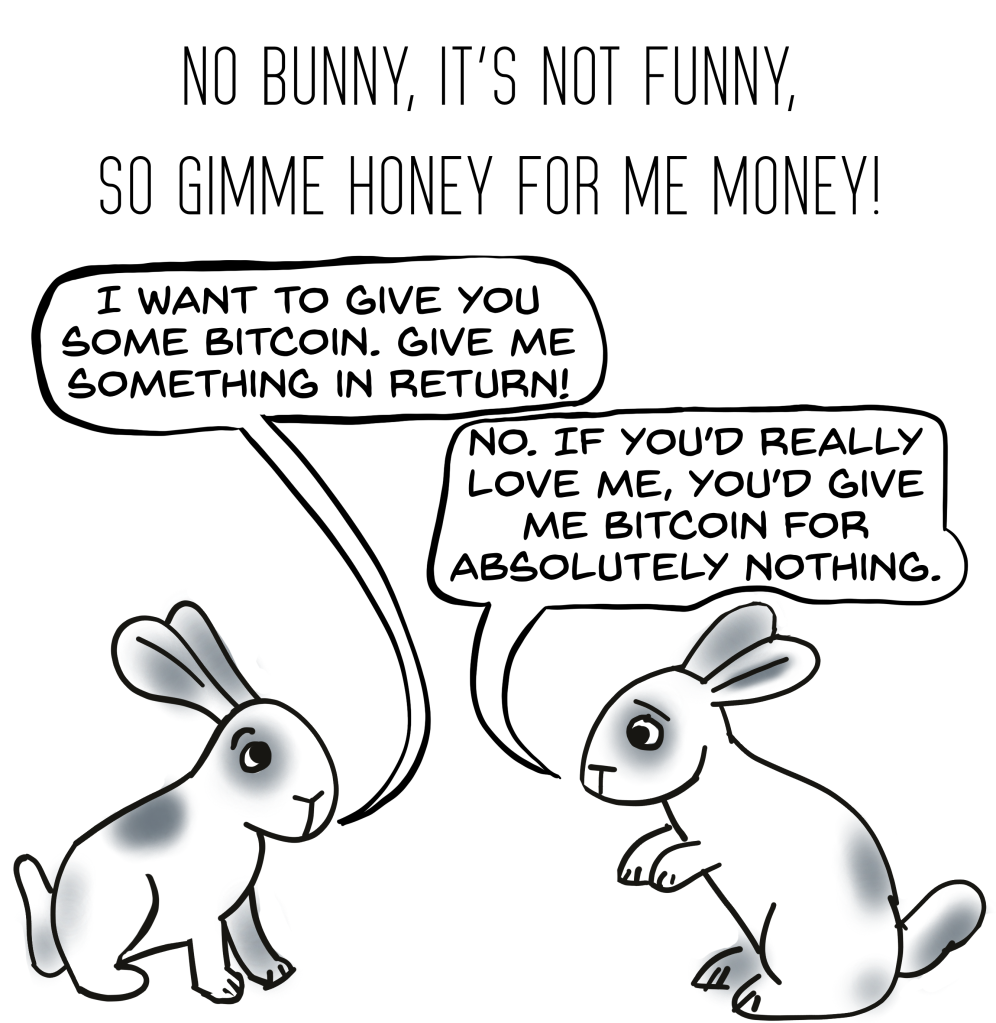 NO BUNNY, IT'S NOT FUNNY,
SO GIMME HONEY FOR ME MONEY!
I WANT TO GIVE YOU
SOME BITCOIN. GIVE ME
SOMETHING IN RETURN!
NO. IF YOU'D REALLY
LOVE ME, YOU'D GIVE
ME BITCOIN FOR
ABSOLUTELY NOTHING.